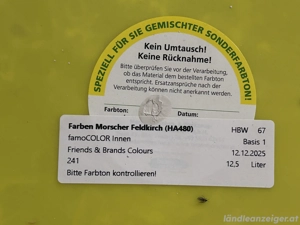 SPEZIELL FÜR SIE GEMISCHTER SONDERFARBTON!
Kein Umtausch!
Keine Rücknahme!
Bitte überprüfen Sie vor der Verarbeitung,
ob das Material dem bestellten Farbton
entspricht. Ersatzansprüche nach der
Verarbeitung können nicht anerkannt werden.
Farbton: Datum:
Farben Morscher Feldkirch (HA480) HBW 67
famoCOLOR Innen Basis 1
Friends & Brands Colours 12.12.2025
241 12,5 Liter
Bitte Farbton kontrollieren!
ländleanzeiger.at